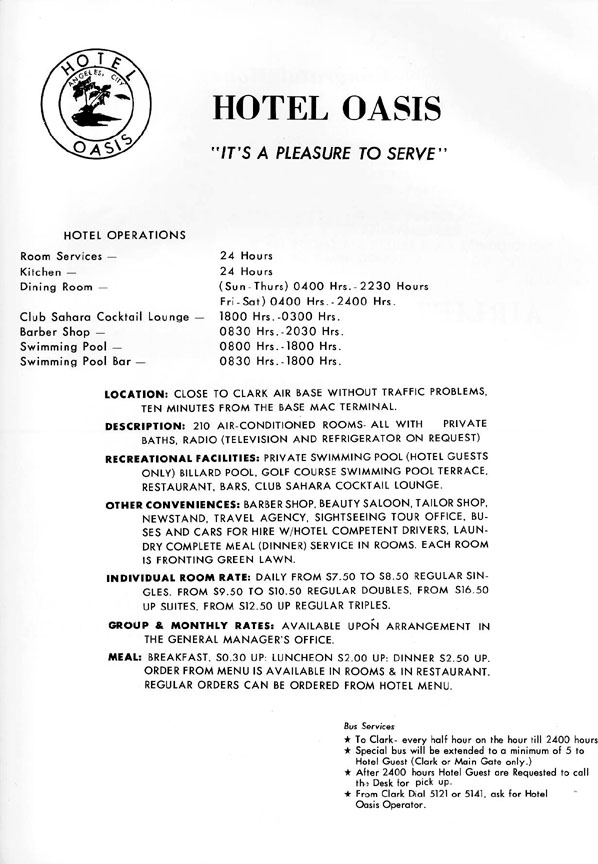 HOTEL
ANGELES, CITY
OASIS
HOTEL OASIS
"IT'S A PLEASURE TO SERVE"
HOTEL OPERATIONS
Room Services — 24 Hours
Kitchen — 24 Hours
Dining Room — (Sun-Thurs) 0400 Hrs.-2230 Hours
Fri-Sat) 0400 Hrs.-2400 Hrs.
Club Sahara Cocktail Lounge — 1800 Hrs.-0300 Hrs.
Barber Shop — 0830 Hrs.-2030 Hrs.
Swimming Pool — 0800 Hrs.-1800 Hrs.
Swimming Pool Bar — 0830 Hrs.-1800 Hrs.
LOCATION: CLOSE TO CLARK AIR BASE WITHOUT TRAFFIC PROBLEMS,
TEN MINUTES FROM THE BASE MAC TERMINAL.
DESCRIPTION: 210 AIR-CONDITIONED ROOMS- ALL WITH PRIVATE
BATHS, RADIO (TELEVISION AND REFRIGERATOR ON REQUEST)
RECREATIONAL FACILITIES: PRIVATE SWIMMING POOL (HOTEL GUESTS
ONLY) BILLARD POOL, GOLF COURSE SWIMMING POOL TERRACE,
RESTAURANT, BARS, CLUB SAHARA COCKTAIL LOUNGE.
OTHER CONVENIENCES: BARBER SHOP, BEAUTY SALOON, TAILOR SHOP,
NEWSTAND, TRAVEL AGENCY, SIGHTSEEING TOUR OFFICE, BU-
SES AND CARS FOR HIRE W/HOTEL COMPETENT DRIVERS, LAUN-
DRY COMPLETE MEAL (DINNER) SERVICE IN ROOMS. EACH ROOM
IS FRONTING GREEN LAWN.
INDIVIDUAL ROOM RATE: DAILY FROM $7.50 TO $8.50 REGULAR SIN-
GLES, FROM $9.50 TO $10.50 REGULAR DOUBLES, FROM $16.50
UP SUITES, FROM $12.50 UP REGULAR TRIPLES.
GROUP & MONTHLY RATES: AVAILABLE UPON ARRANGEMENT IN
THE GENERAL MANAGER'S OFFICE.
MEAL: BREAKFAST, $0.30 UP: LUNCHEON $2.00 UP: DINNER $2.50 UP.
ORDER FROM MENU IS AVAILABLE IN ROOMS & IN RESTAURANT.
REGULAR ORDERS CAN BE ORDERED FROM HOTEL MENU.
Bus Services
★ To Clark- every half hour on the hour till 2400 hours
★ Special bus will be extended to a minimum of 5 to
Hotel Guest (Clark or Main Gate only.)
★ After 2400 hours Hotel Guest are Requested to call
the Desk for pick up.
★ From Clark Dial 5121 or 5141, ask for Hotel
Oasis Operator.